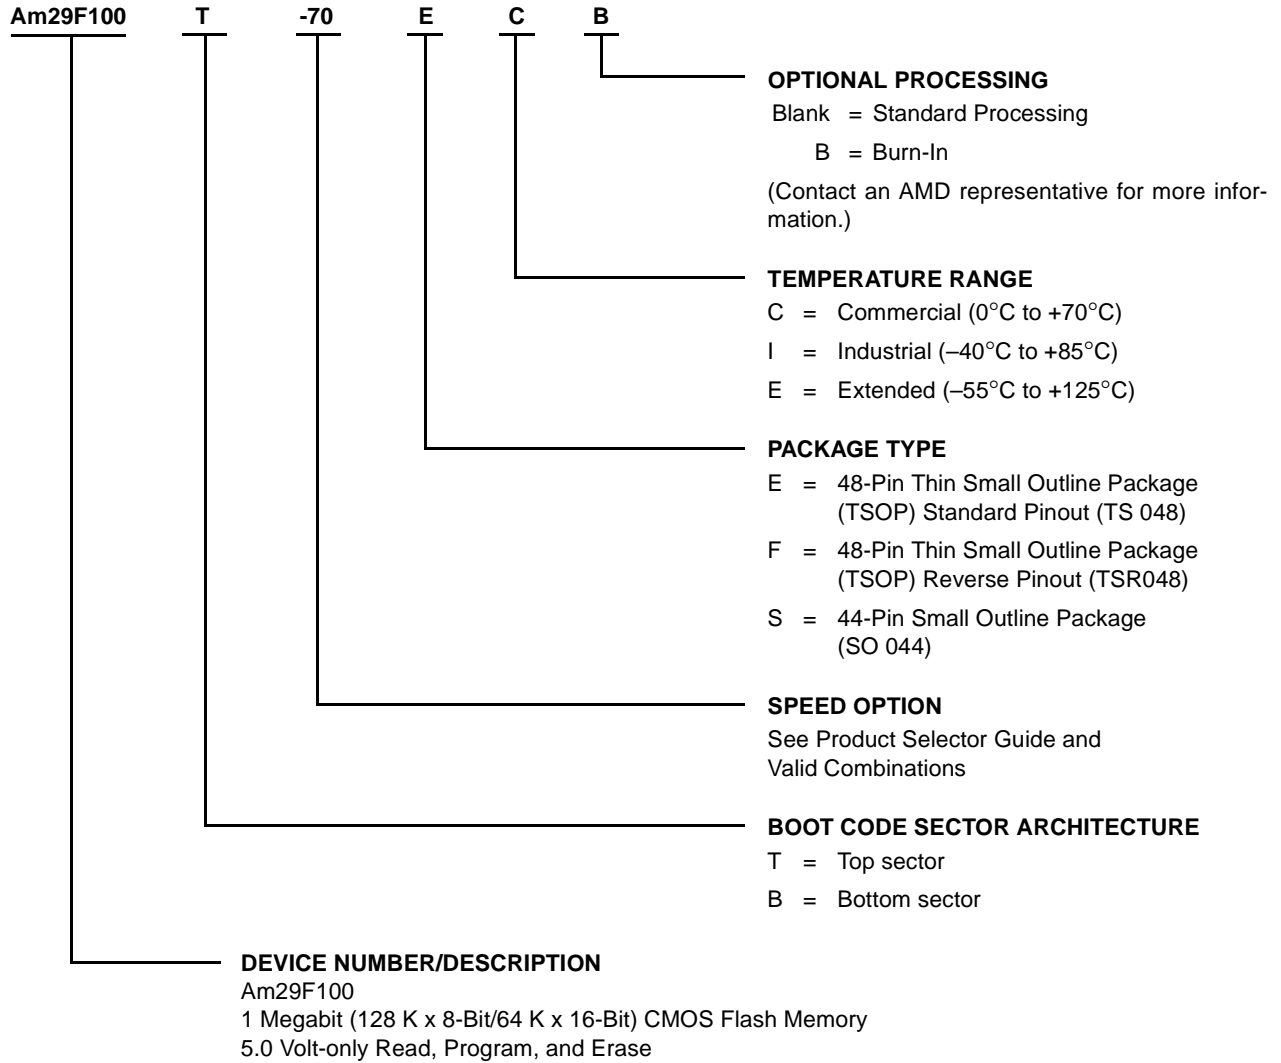 Am29F100 T -70 E C B
OPTIONAL PROCESSING
Blank = Standard Processing
B = Burn-In
(Contact an AMD representative for more infor-
mation.)
TEMPERATURE RANGE
C = Commercial (0°C to +70°C)
I = Industrial (–40°C to +85°C)
E = Extended (–55°C to +125°C)
PACKAGE TYPE
E = 48-Pin Thin Small Outline Package
(TSOP) Standard Pinout (TS 048)
F = 48-Pin Thin Small Outline Package
(TSOP) Reverse Pinout (TSR048)
S = 44-Pin Small Outline Package
(SO 044)
SPEED OPTION
See Product Selector Guide and
Valid Combinations
BOOT CODE SECTOR ARCHITECTURE
T = Top sector
B = Bottom sector
DEVICE NUMBER/DESCRIPTION
Am29F100
1 Megabit (128 K x 8-Bit/64 K x 16-Bit) CMOS Flash Memory
5.0 Volt-only Read, Program, and Erase